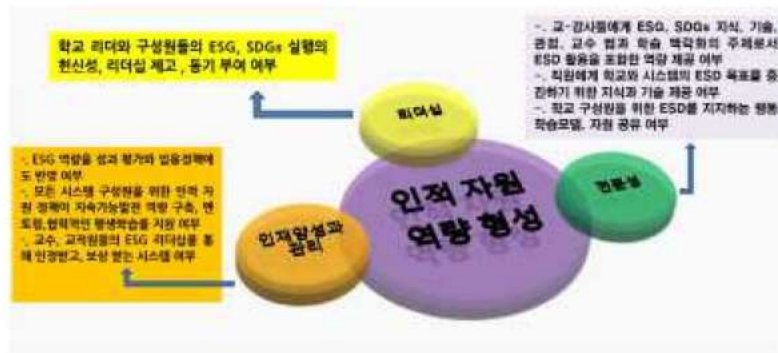 학교 리더와 구성원들의 ESG, SDGs 실행의
헌신성, 리더십 제고, 동기 부여 여부
-. 교-강사들에게 ESG, SDGs 지식, 기술,
관점, 교수 법과 학습 맥락화의 주제로서
ESD 활용을 포함한 역량 제공 여부
-. 직원에게 학교와 시스템의 ESD 목표를 증
진하기 위한 지식과 기술 제공 여부
-. 학교 구성원을 위한 ESD를 지지하는 행동
학습모델, 자원 공유 여부
리더십
전문성
인적 자원
역량 형성
인재양성과
관리
-. ESG 역량을 성과 평가와 임용정책에
도 반영 여부
-. 모든 시스템 구성원을 위한 인적 자
원 정책이 지속가능발전 역량 구축, 멘
토링, 협력적인 평생학습을 지원 여부
-. 교수, 교직원들의 ESG 리더십을 통
해 인정받고, 보상 받는 시스템 여부